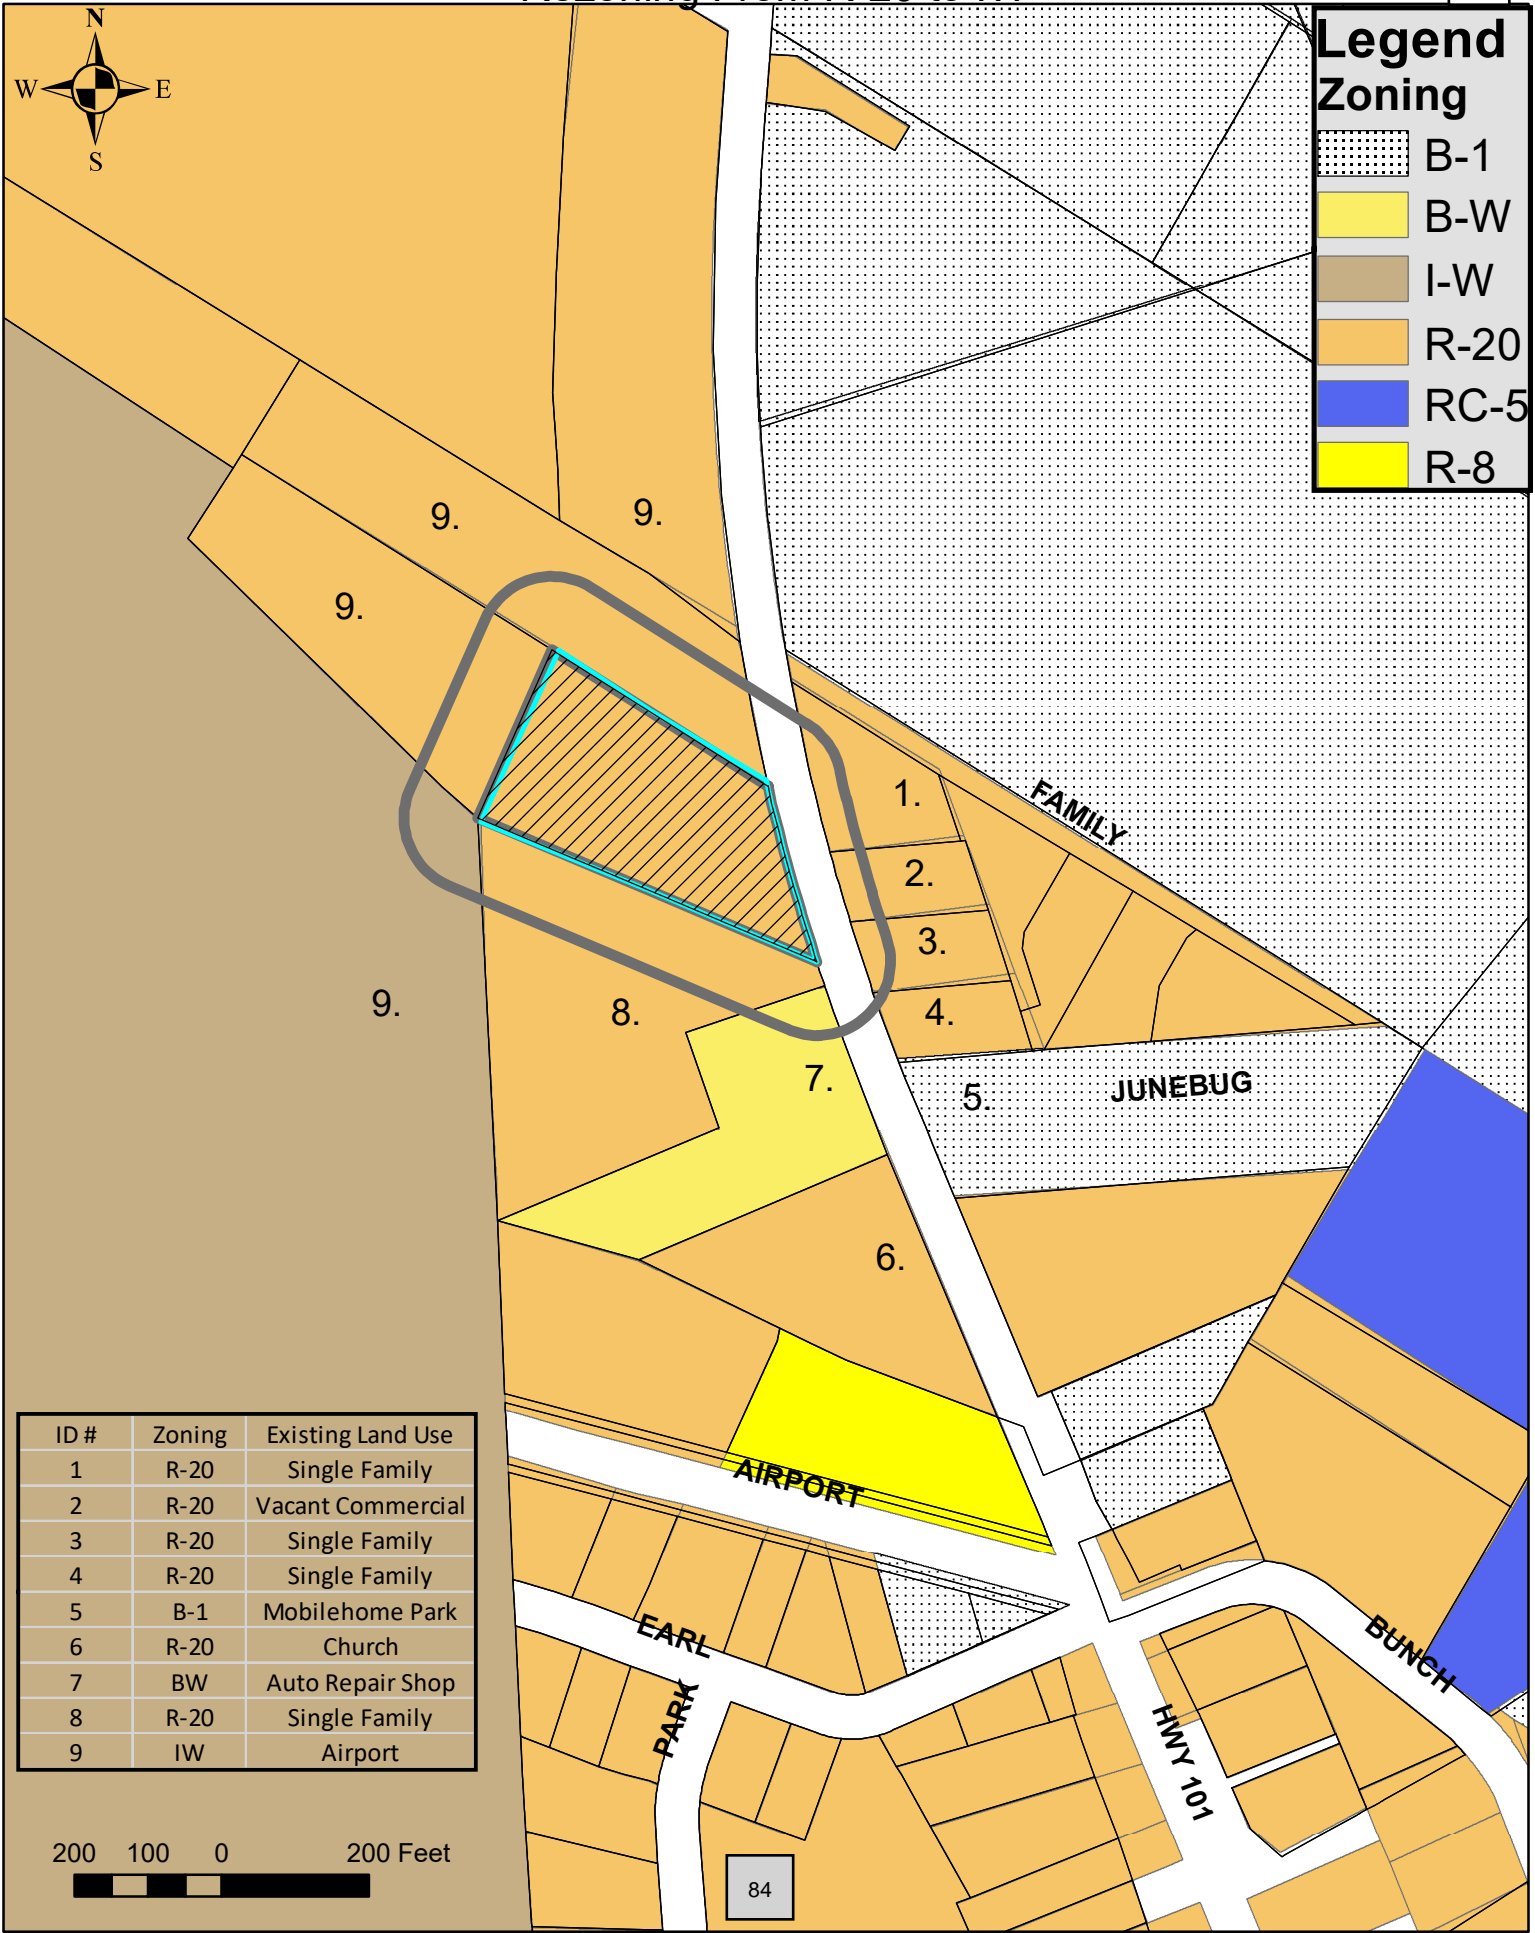 Legend
Zoning
B-1
B-W
I-W
R-20
RC-5
R-8
N
W E
S
9.
9.
9.
1.
FAMILY
2.
3.
9.
8.
4.
7.
5.
JUNEBUG
6.
AIRPORT
EARL
PARK
BUNCH
HWY 101
ID # Zoning Existing Land Use
1 R-20 Single Family
2 R-20 Vacant Commercial
3 R-20 Single Family
4 R-20 Single Family
5 B-1 Mobilehome Park
6 R-20 Church
7 BW Auto Repair Shop
8 R-20 Single Family
9 IW Airport
200 100 0 200 Feet
84